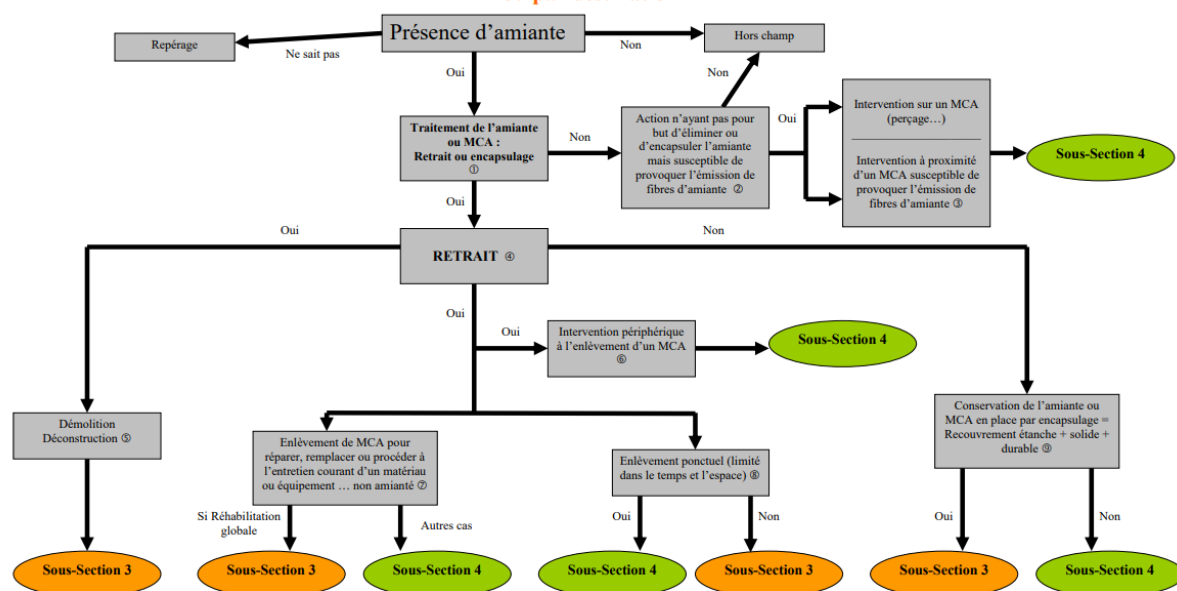 Présence d'amiante
Repérage
Ne sait pas
Non
Hors champ
Oui
Non
Traitement de l'amiante
ou MCA :
Retrait ou encapsulage
①
Non
Action n'ayant pas pour
but d'éliminer ou
d'encapsuler l'amiante
mais susceptible de
provoquer l'émission de
fibres d'amiante ②
Oui
Intervention sur un MCA
(perçage…)
Intervention à proximité
d'un MCA susceptible de
provoquer l'émission de
fibres d'amiante ③
Sous-Section 4
Oui
Oui
RETRAIT ④
Non
Oui
Oui
Intervention périphérique
à l'enlèvement d'un MCA
⑥
Sous-Section 4
Démolition
Déconstruction ⑤
Enlèvement de MCA pour
réparer, remplacer ou procéder à
l'entretien courant d'un matériau
ou équipement … non amianté ⑦
Enlèvement ponctuel (limité
dans le temps et l'espace) ⑧
Conservation de l'amiante ou
MCA en place par encapsulage =
Recouvrement étanche + solide +
durable ⑨
Si Réhabilitation
globale
Autres cas
Oui
Non
Oui
Non
Sous-Section 3
Sous-Section 3
Sous-Section 4
Sous-Section 4
Sous-Section 3
Sous-Section 3
Sous-Section 4